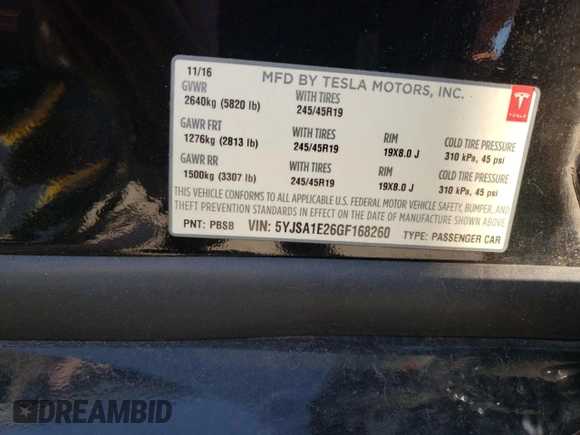 11/16
MFD BY TESLA MOTORS, INC.
GVWR
2640kg (5820 lb)
WITH TIRES
245/45R19
TESLA
GAWR FRT
1276kg (2813 lb)
WITH TIRES
245/45R19
RIM
19X8.0 J
COLD TIRE PRESSURE
310 kPa, 45 psi
GAWR RR
1500kg (3307 lb)
WITH TIRES
245/45R19
RIM
19X8.0 J
COLD TIRE PRESSURE
310 kPa, 45 psi
THIS VEHICLE CONFORMS TO ALL APPLICABLE U.S. FEDERAL MOTOR VEHICLE SAFETY, BUMPER, AND
THEFT PREVENTION STANDARDS IN EFFECT ON THE DATE OF MANUFACTURE SHOWN ABOVE
PNT: PBSB VIN: 5YJSA1E26GF168260 TYPE: PASSENGER CAR
DREAMBID